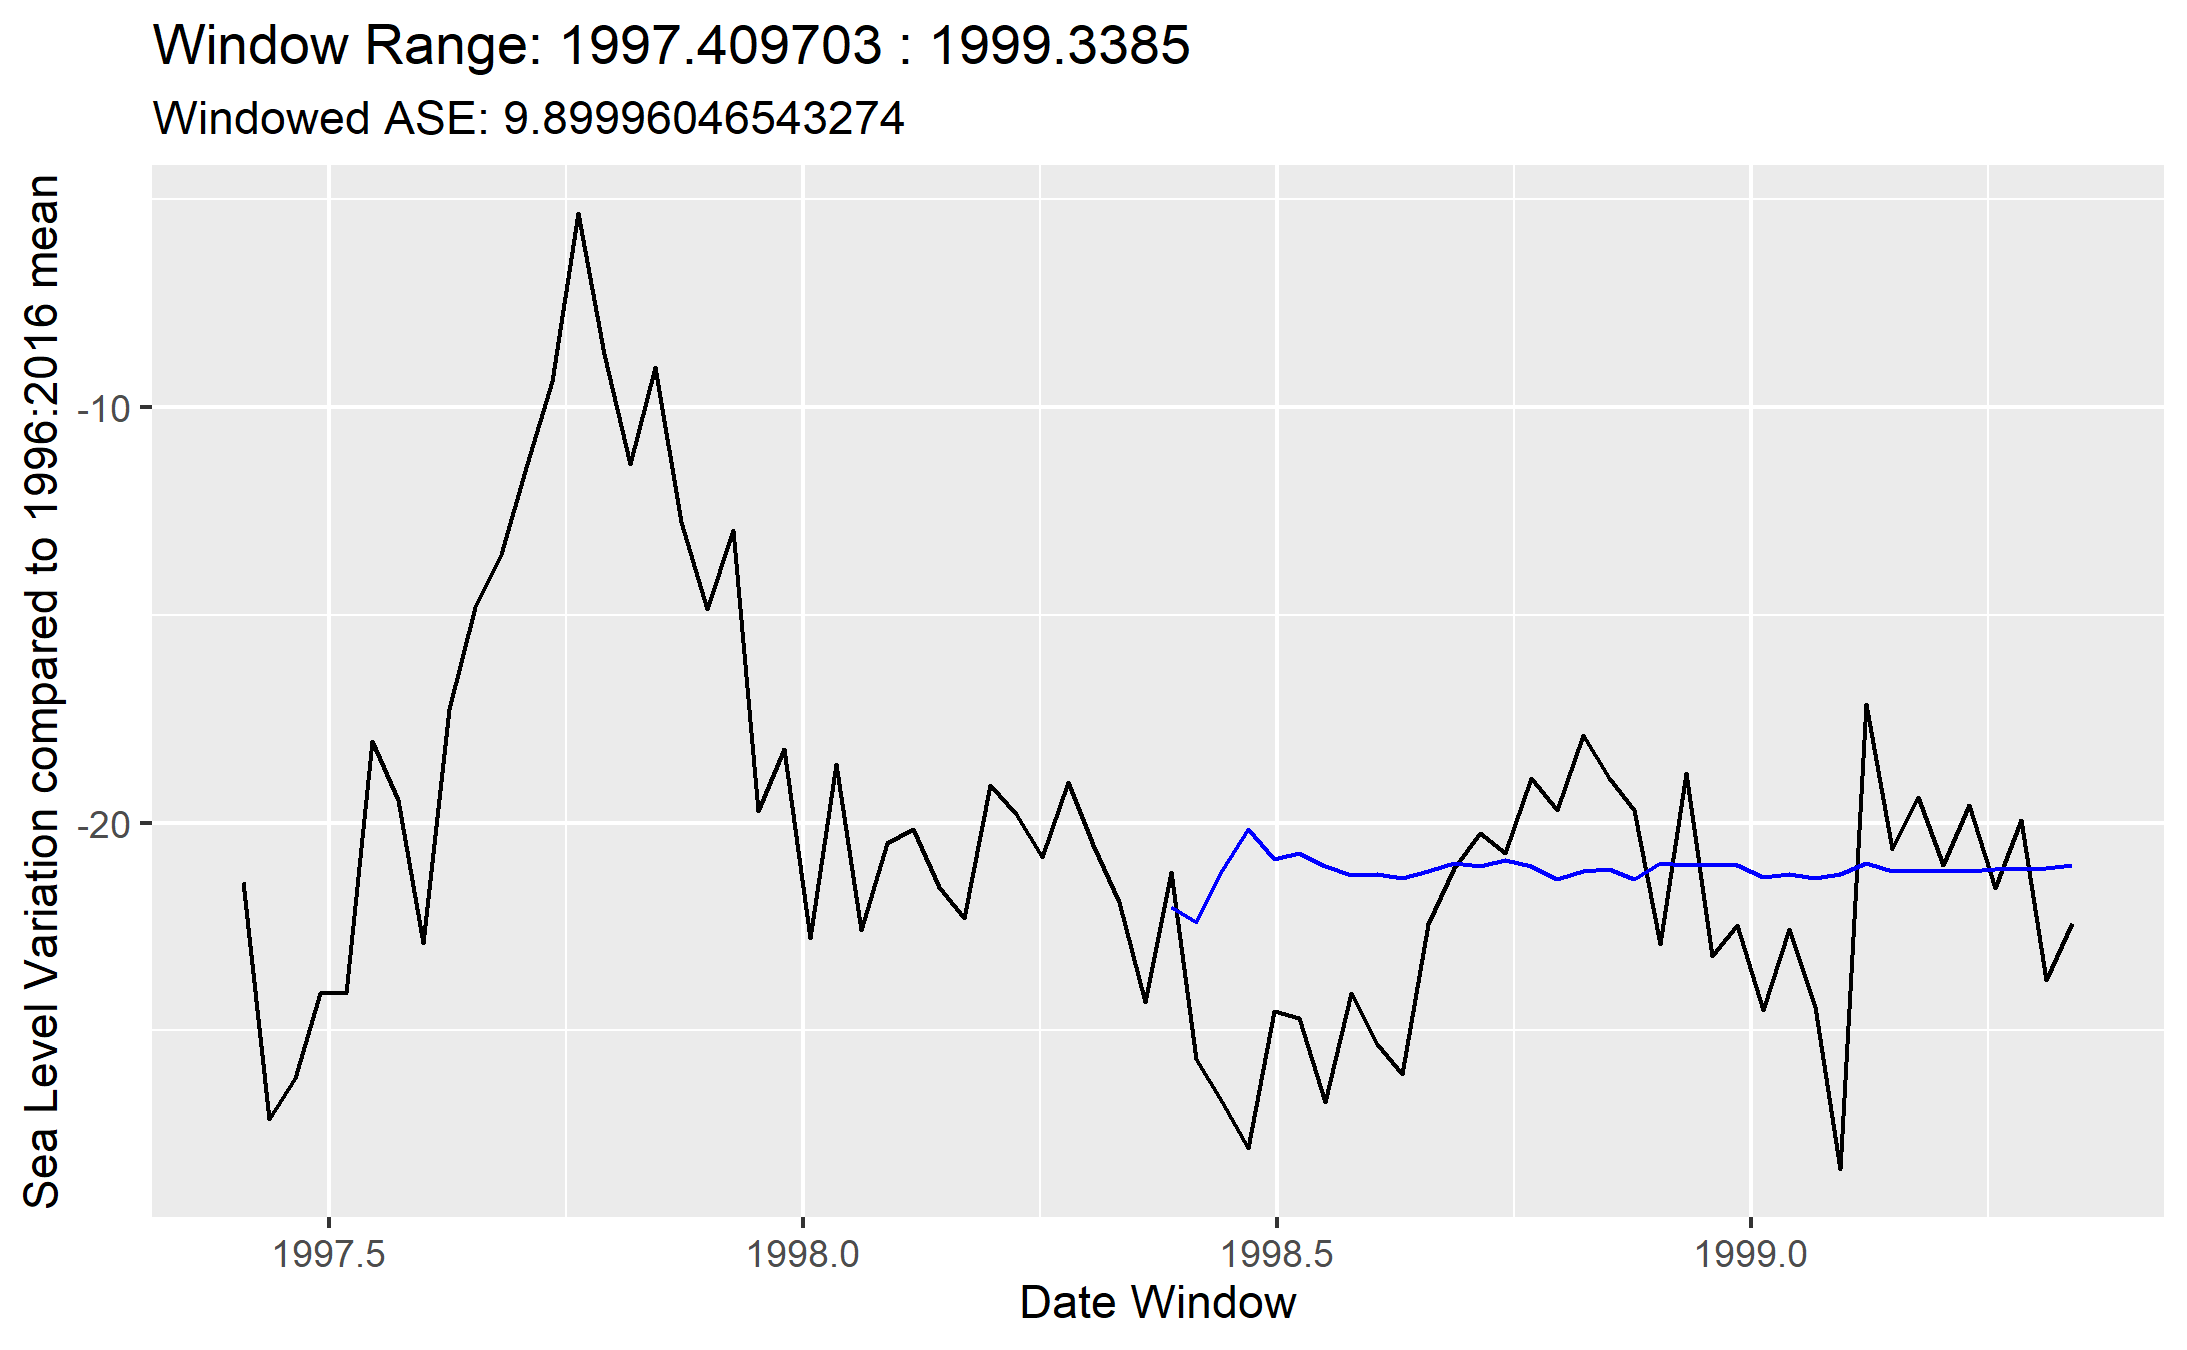 Window Range: 1997.409703 : 1999.3385
Windowed ASE: 9.89996046543274
Sea Level Variation compared to 1996:2016 mean
-10
-20
1997.5
1998.0
1998.5
1999.0
Date Window